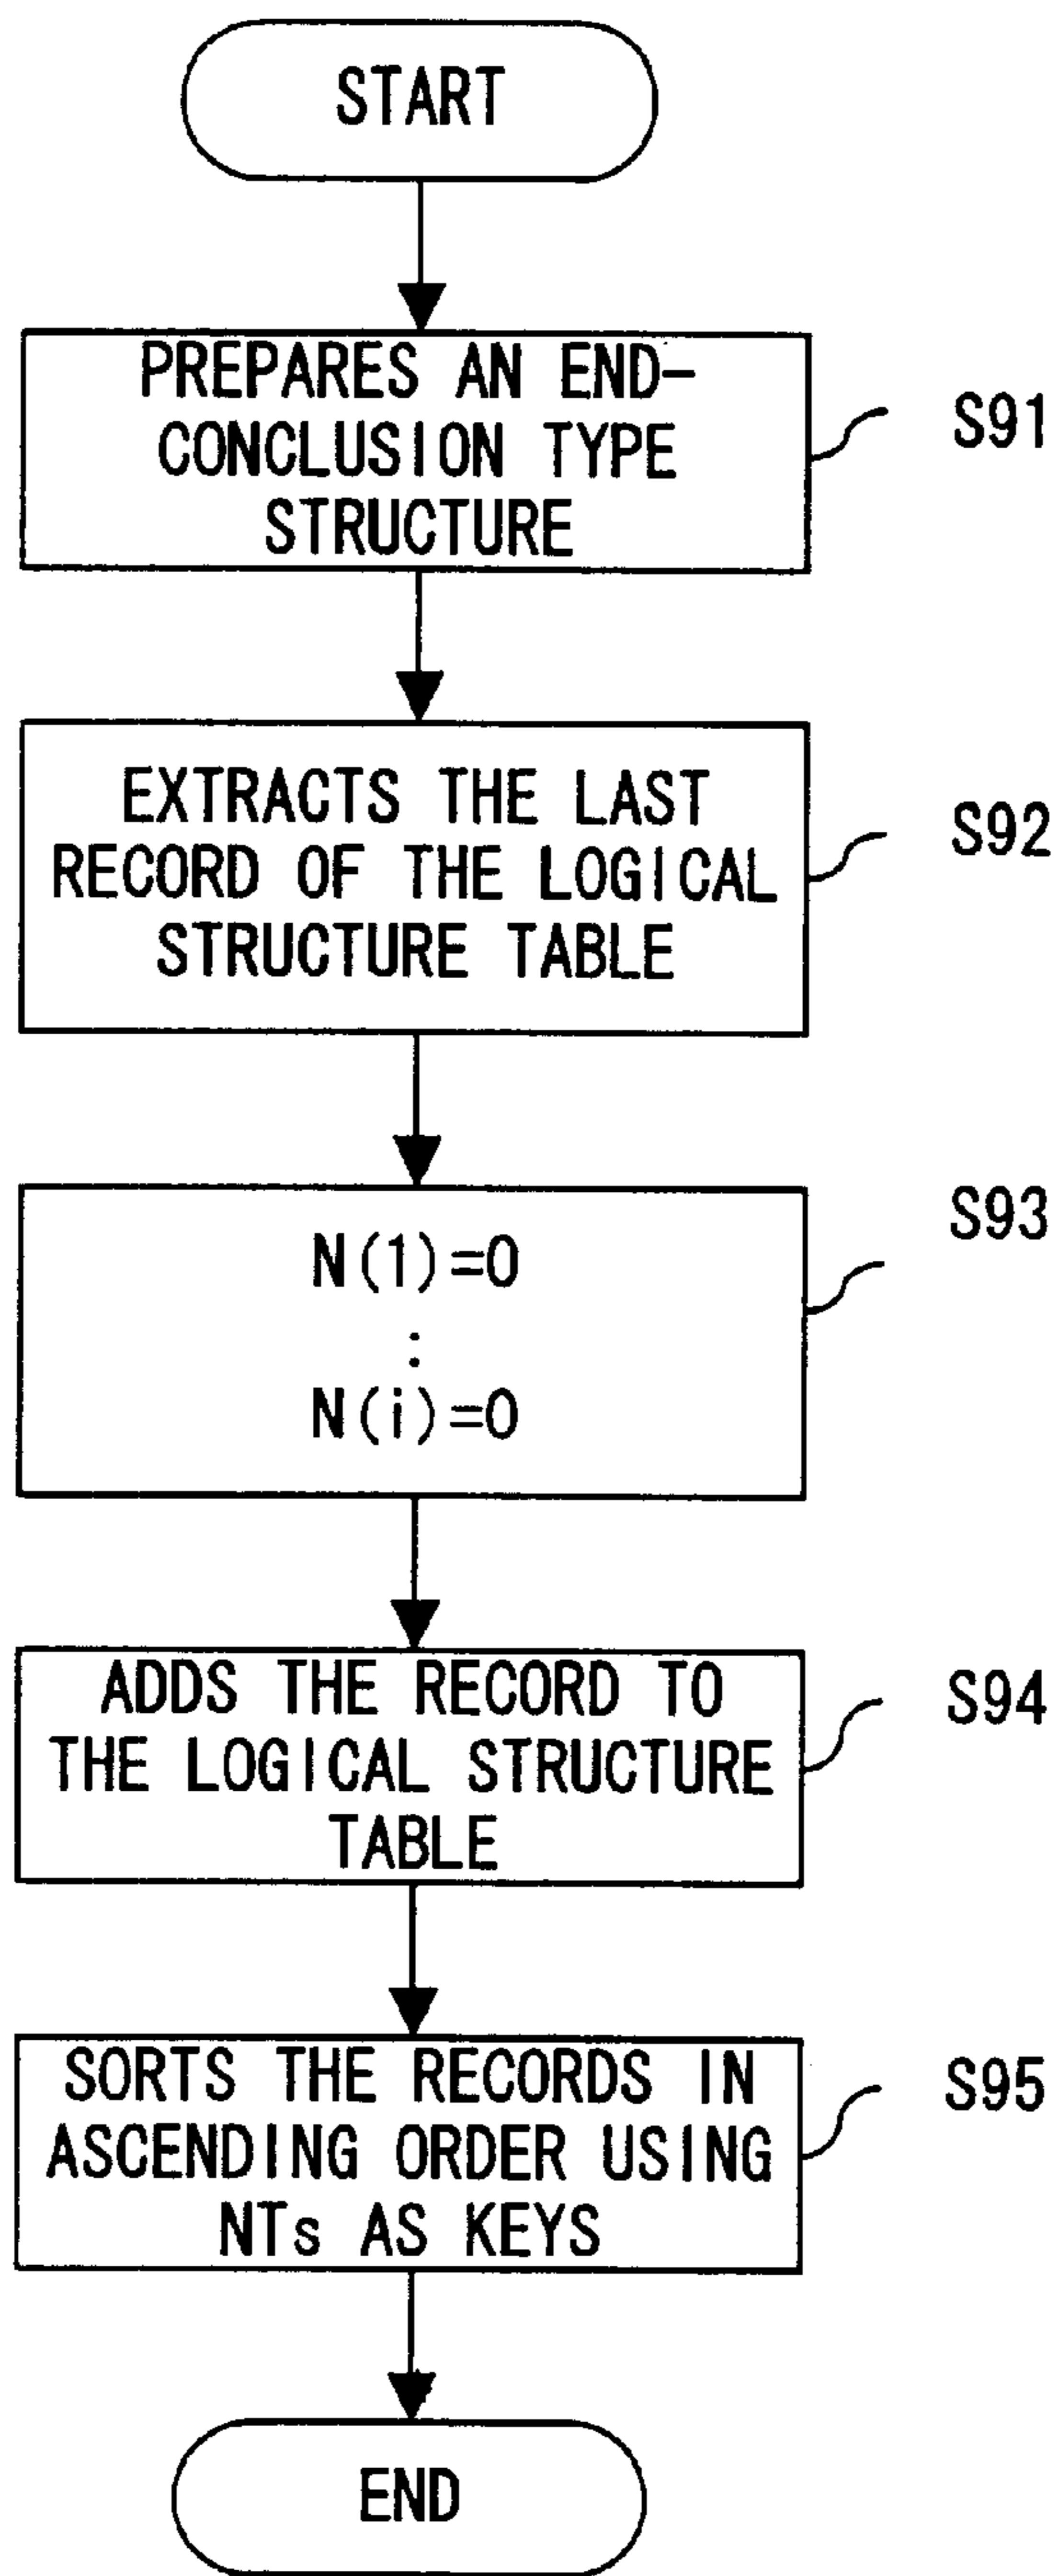 START
PREPARES AN END-
CONCLUSION TYPE
STRUCTURE
S91
EXTRACTS THE LAST
RECORD OF THE LOGICAL
STRUCTURE TABLE
S92
N(1)=0
:
N(i)=0
S93
ADDS THE RECORD TO
THE LOGICAL STRUCTURE
TABLE
S94
SORTS THE RECORDS IN
ASCENDING ORDER USING
NTs AS KEYS
S95
END